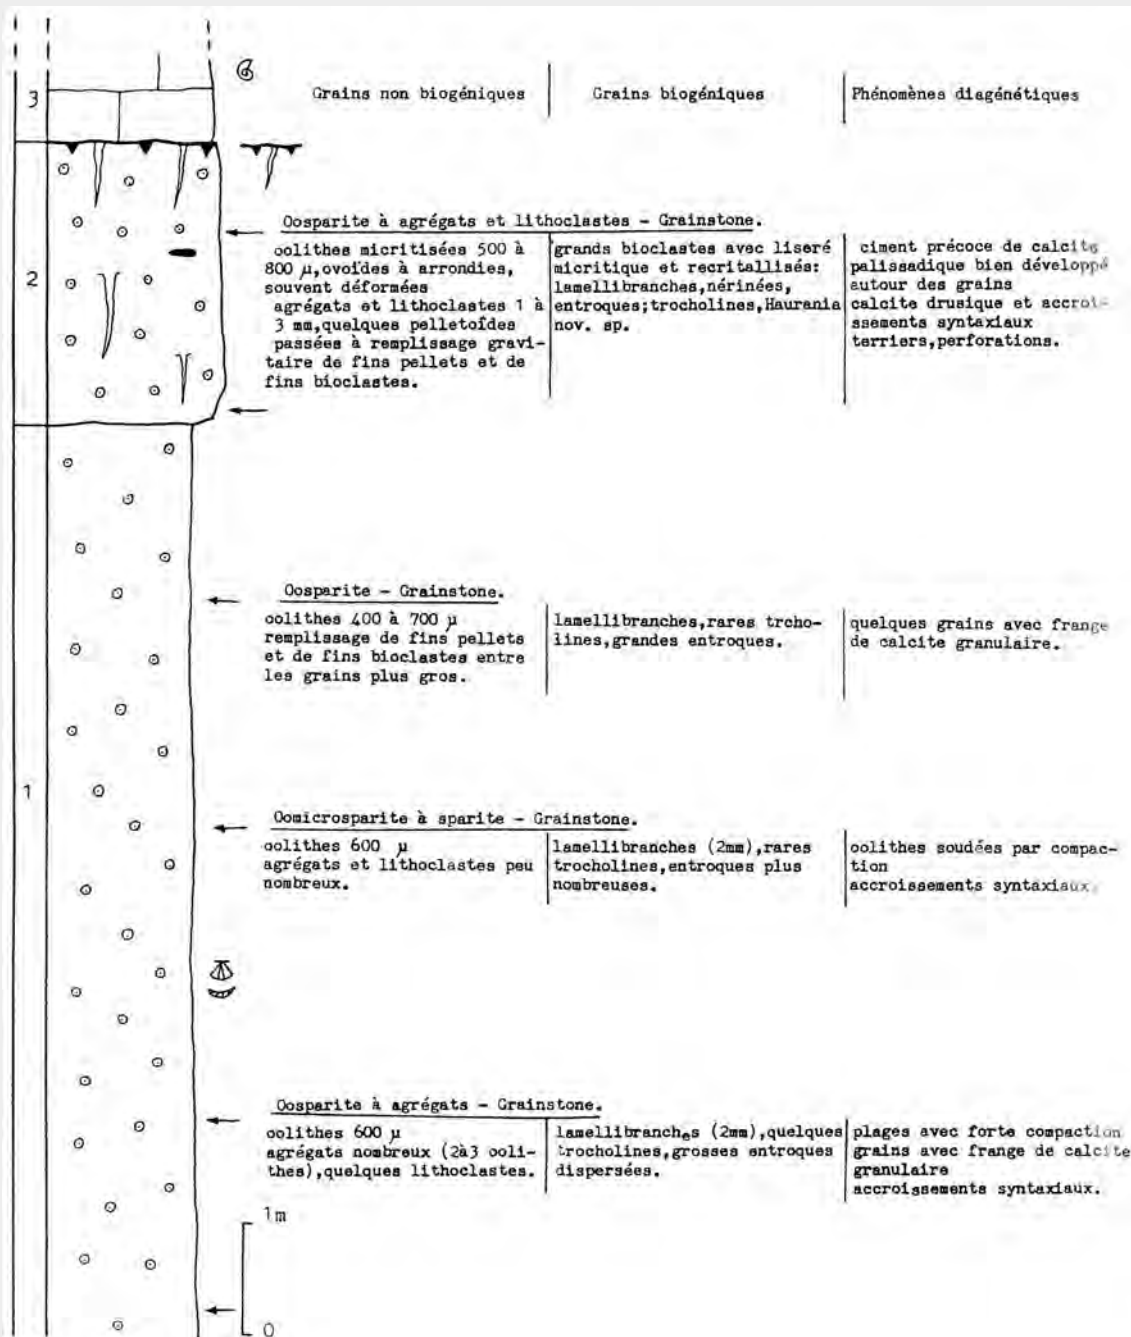 Grains non biogéniques
Grains biogéniques
Phénomènes diagénétiques
3
2
Oosparite à agrégats et lithoclastes - Grainstone.
oolithes micritisées 500 à
800 µ, ovoïdes à arrondies,
souvent déformées
agrégats et lithoclastes 1 à
3 mm, quelques pelletoïdes
passées à remplissage gravi-
taire de fins pellets et de
fins bioclastes.
grands bioclastes avec liseré
micritique et recritallisés:
lamellibranches, nérinées,
entroques; trocholines, Haurania
nov. sp.
ciment précoce de calcite
palissadique bien développé
autour des grains
calcite drusique et accroi-
ssements syntaxiaux
terriers, perforations.
Oosparite - Grainstone.
oolithes 400 à 700 µ
remplissage de fins pellets
et de fins bioclastes entre
les grains plus gros.
lamellibranches, rares trcho-
lines, grandes entroques.
quelques grains avec frange
de calcite granulaire.
1
Oomicrosparite à sparite - Grainstone.
oolithes 600 µ
agrégats et lithoclastes peu
nombreux.
lamellibranches (2mm), rares
trocholines, entroques plus
nombreuses.
oolithes soudées par compac-
tion
accroissements syntaxiaux.
Oosparite à agrégats - Grainstone.
oolithes 600 µ
agrégats nombreux (2à3 ooli-
thes), quelques lithoclastes.
lamellibranches (2mm), quelques
trocholines, grosses entroques
dispersées.
plages avec forte compaction
grains avec frange de calcite
granulaire
accroissements syntaxiaux.
1m
0